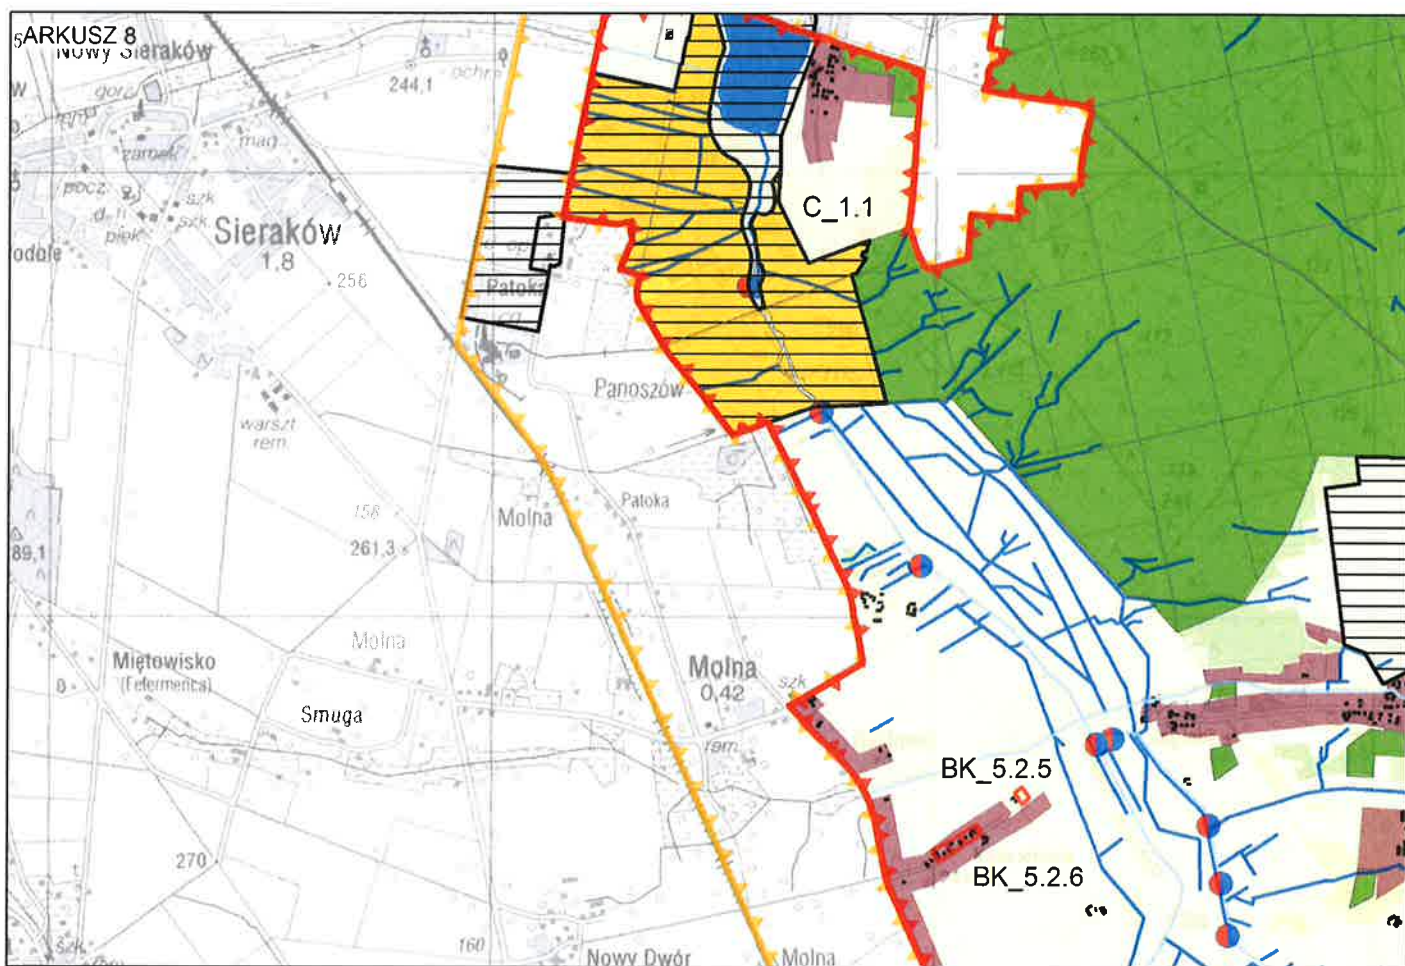 ARKUSZ 8
Nowy Sieraków
244,1
ochr
gorz
mag
zamek
pocz
szk
d. n
szk
piek
Sieraków
1.8
256
C_1.1
Patoka
Panoszów
warszt
rem.
Patoka
Molna
158
261,3
89,1
Molna
Miętowisko
Molna
0,42
szk
8
Smuga
rem.
BK_5.2.5
270
BK_5.2.6
szk
160
Nowy Dwór
Molna